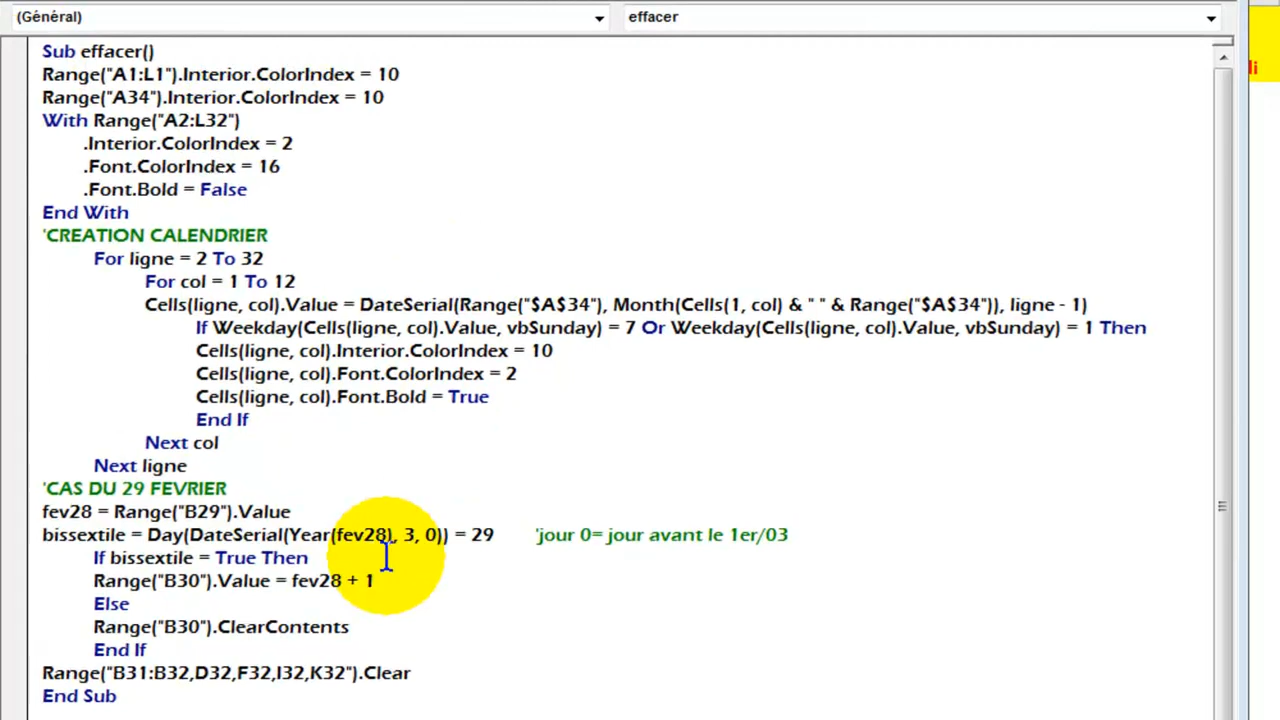 (Général) effacer
Sub effacer()
Range("A1:L1").Interior.ColorIndex = 10
Range("A34").Interior.ColorIndex = 10
With Range("A2:L32")
.Interior.ColorIndex = 2
.Font.ColorIndex = 16
.Font.Bold = False
End With
'CREATION CALENDRIER
For ligne = 2 To 32
For col = 1 To 12
Cells(ligne, col).Value = DateSerial(Range("$A$34"), Month(Cells(1, col) & " " & Range("$A$34")), ligne - 1)
If Weekday(Cells(ligne, col).Value, vbSunday) = 7 Or Weekday(Cells(ligne, col).Value, vbSunday) = 1 Then
Cells(ligne, col).Interior.ColorIndex = 10
Cells(ligne, col).Font.ColorIndex = 2
Cells(ligne, col).Font.Bold = True
End If
Next col
Next ligne
'CAS DU 29 FEVRIER
fev28 = Range("B29").Value
bissextile = Day(DateSerial(Year(fev28), 3, 0)) = 29 'jour 0= jour avant le 1er/03
If bissextile = True Then
Range("B30").Value = fev28 + 1
Else
Range("B30").ClearContents
End If
Range("B31:B32,D32,F32,I32,K32").Clear
End Sub